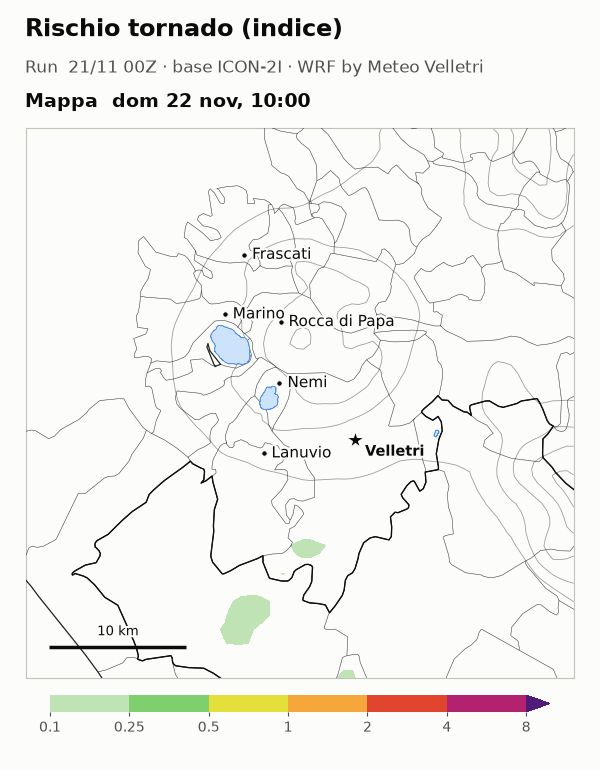 Rischio tornado (indice)
Run  21/11 00Z · base ICON-2I · WRF by Meteo Velletri
Mappa  dom 22 nov, 10:00
Frascati
Marino
Rocca di Papa
Nemi
Velletri
Lanuvio
10 km
0.1 0.25 0.5 1 2 4 8